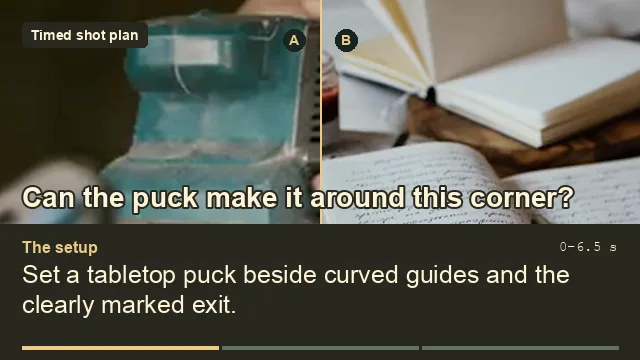 Timed shot plan
A
B
Can the puck make it around this corner?
The setup
0–6.5 s
Set a tabletop puck beside curved guides and the
clearly marked exit.